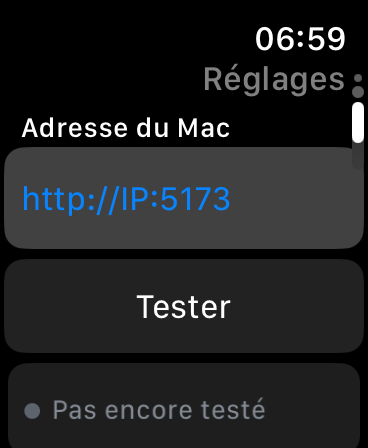 06:59
Réglages
Adresse du Mac
http://IP:5173
Tester
Pas encore testé